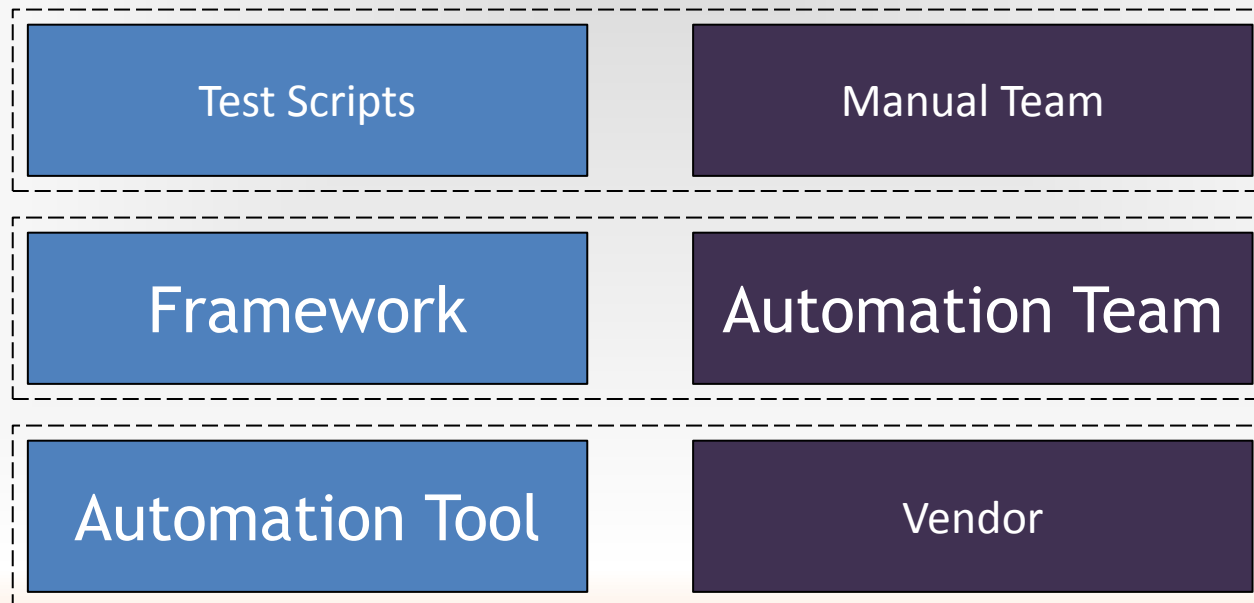 Test Scripts
Manual Team
Framework
Automation Team
Automation Tool
Vendor